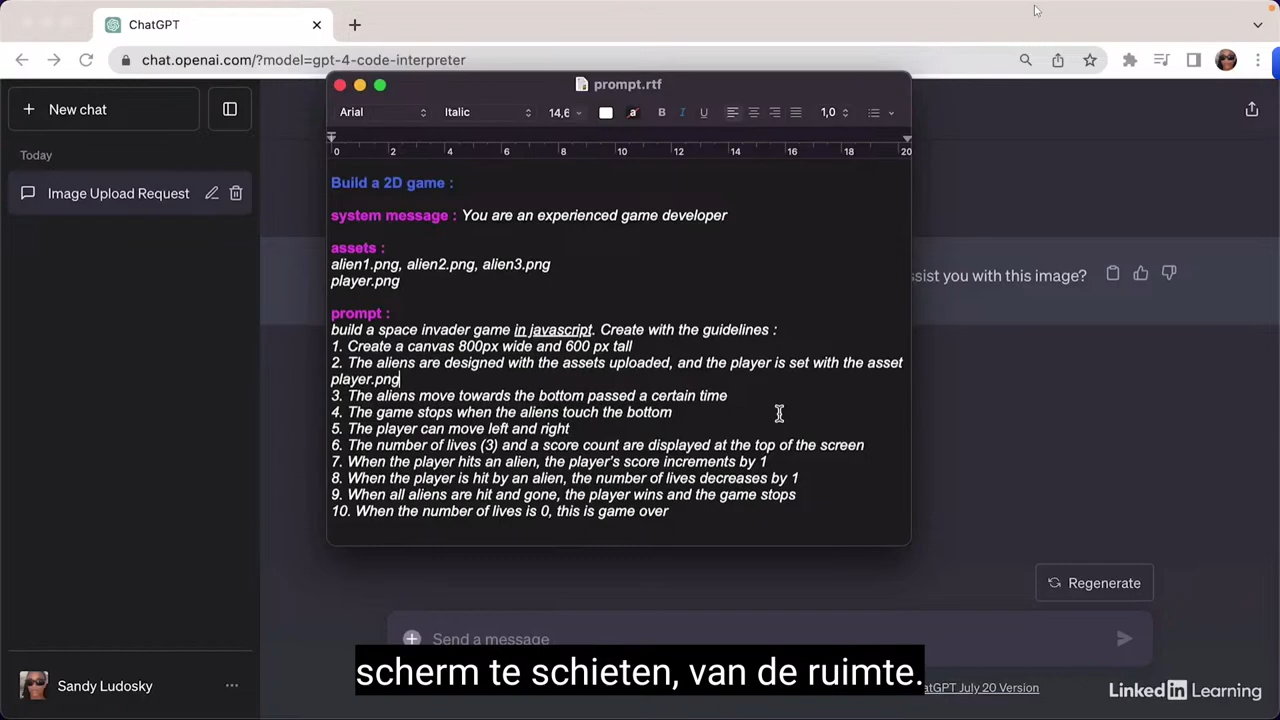 ChatGPT
chat.openai.com/?model=gpt-4-code-interpreter
New chat
Today
Image Upload Request
prompt.rtf
Arial Italic 14,6 a B I U 1,0
0 2 4 6 8 10 12 14 16 18 20
Build a 2D game :
system message : You are an experienced game developer
assets :
alien1.png, alien2.png, alien3.png
player.png
prompt :
build a space invader game in javascript. Create with the guidelines :
1. Create a canvas 800px wide and 600 px tall
2. The aliens are designed with the assets uploaded, and the player is set with the asset
player.png
3. The aliens move towards the bottom passed a certain time
4. The game stops when the aliens touch the bottom
5. The player can move left and right
6. The number of lives (3) and a score count are displayed at the top of the screen
7. When the player hits an alien, the player's score increments by 1
8. When the player is hit by an alien, the number of lives decreases by 1
9. When all aliens are hit and gone, the player wins and the game stops
10. When the number of lives is 0, this is game over
ssist you with this image?
Regenerate
Send a message
scherm te schieten, van de ruimte.
Sandy Ludosky
atGPT July 20 Version
LinkedIn Learning